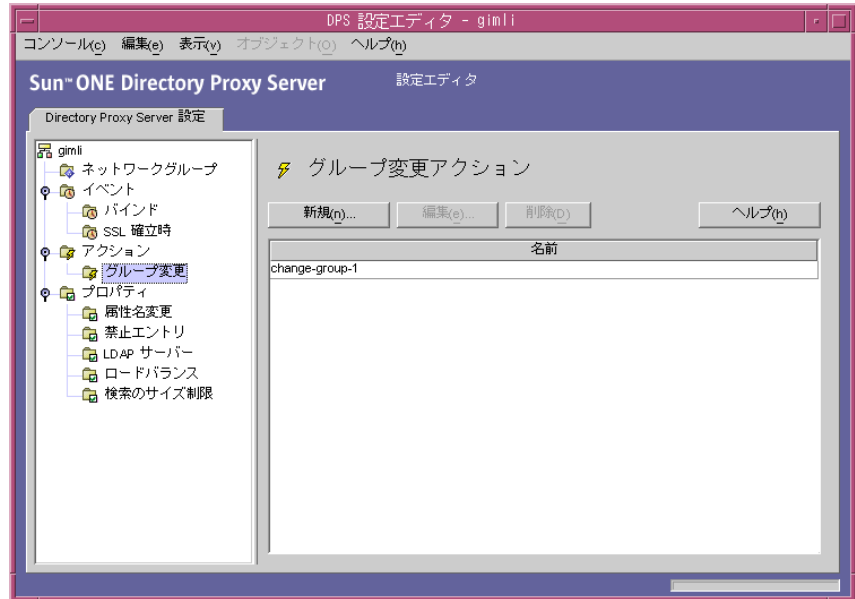 DPS 設定エディタ - gimli
コンソール(c) 編集(e) 表示(v) オブジェクト(o) ヘルプ(h)
Sun™ ONE Directory Proxy Server 設定エディタ
Directory Proxy Server 設定
gimli
ネットワークグループ
イベント
バインド
SSL 確立時
アクション
グループ変更
プロパティ
属性名変更
禁止エントリ
LDAP サーバー
ロードバランス
検索のサイズ制限
グループ変更アクション
新規(n)... 編集(e)... 削除(D) ヘルプ(h)
名前
change-group-1